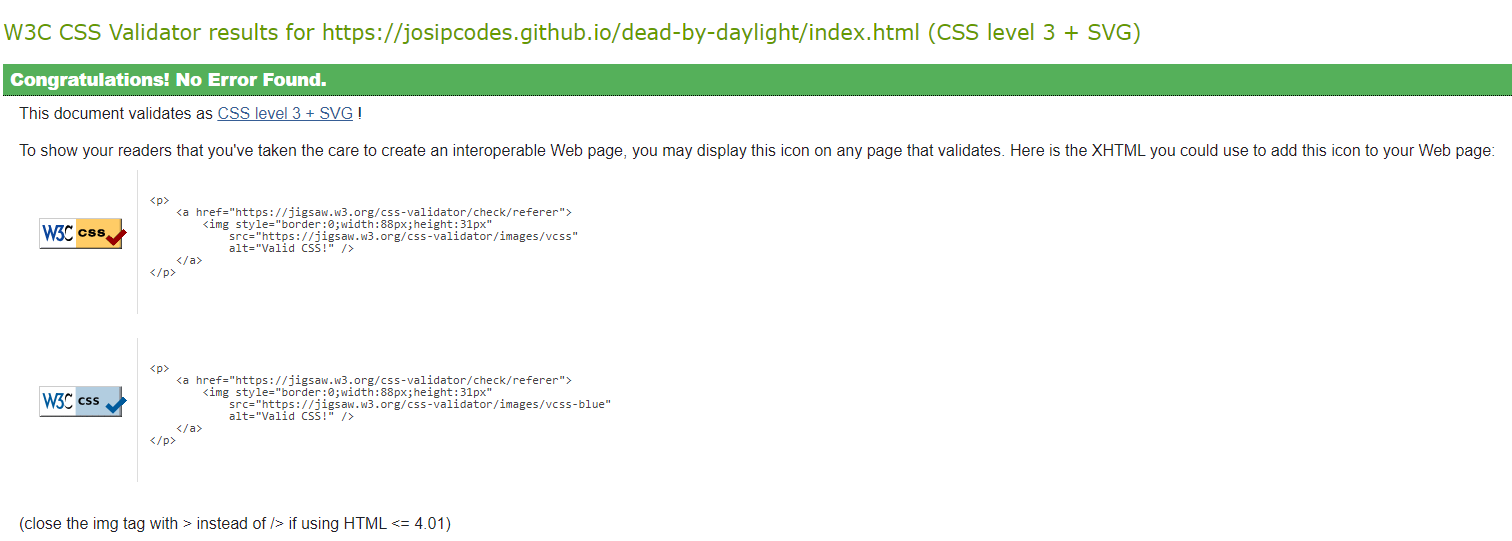 W3C CSS Validator results for https://josipcodes.github.io/dead-by-daylight/index.html (CSS level 3 + SVG)
Congratulations! No Error Found.
This document validates as CSS level 3 + SVG !
To show your readers that you've taken the care to create an interoperable Web page, you may display this icon on any page that validates. Here is the XHTML you could use to add this icon to your Web page:
W3C css
<p>
<a href="https://jigsaw.w3.org/css-validator/check/referer">
<img style="border:0;width:88px;height:31px"
src="https://jigsaw.w3.org/css-validator/images/vcss"
alt="Valid CSS!" />
</a>
</p>
W3C css
<p>
<a href="https://jigsaw.w3.org/css-validator/check/referer">
<img style="border:0;width:88px;height:31px"
src="https://jigsaw.w3.org/css-validator/images/vcss-blue"
alt="Valid CSS!" />
</a>
</p>
(close the img tag with > instead of /> if using HTML <= 4.01)